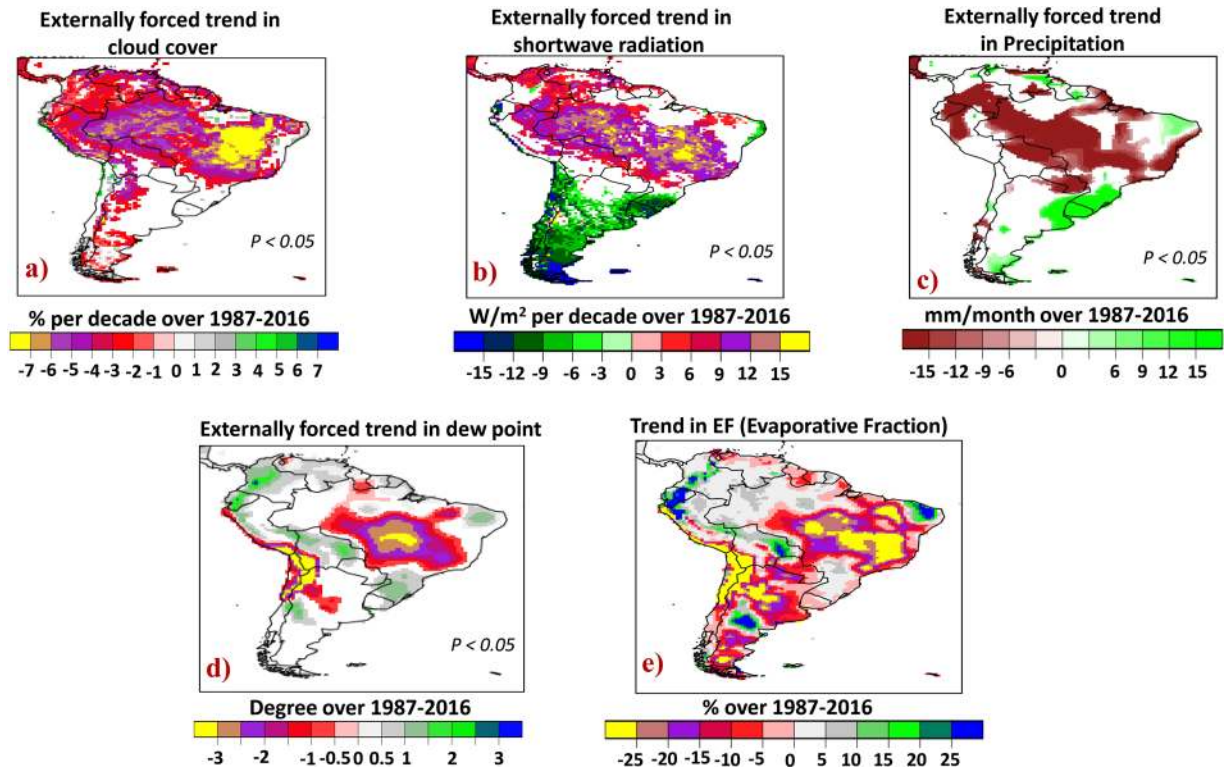 Externally forced trend in
cloud cover
Externally forced trend in
shortwave radiation
Externally forced trend
in Precipitation
P < 0.05
P < 0.05
P < 0.05
a)
b)
c)
% per decade over 1987-2016
W/m² per decade over 1987-2016
mm/month over 1987-2016
-7 -6 -5 -4 -3 -2 -1 0 1 2 3 4 5 6 7
-15 -12 -9 -6 -3 0 3 6 9 12 15
-15 -12 -9 -6 0 6 9 12 15
Externally forced trend in dew point
Trend in EF (Evaporative Fraction)
P < 0.05
d)
e)
Degree over 1987-2016
% over 1987-2016
-3 -2 -1 -0.5 0 0.5 1 2 3
-25 -20 -15 -10 -5 0 5 10 15 20 25